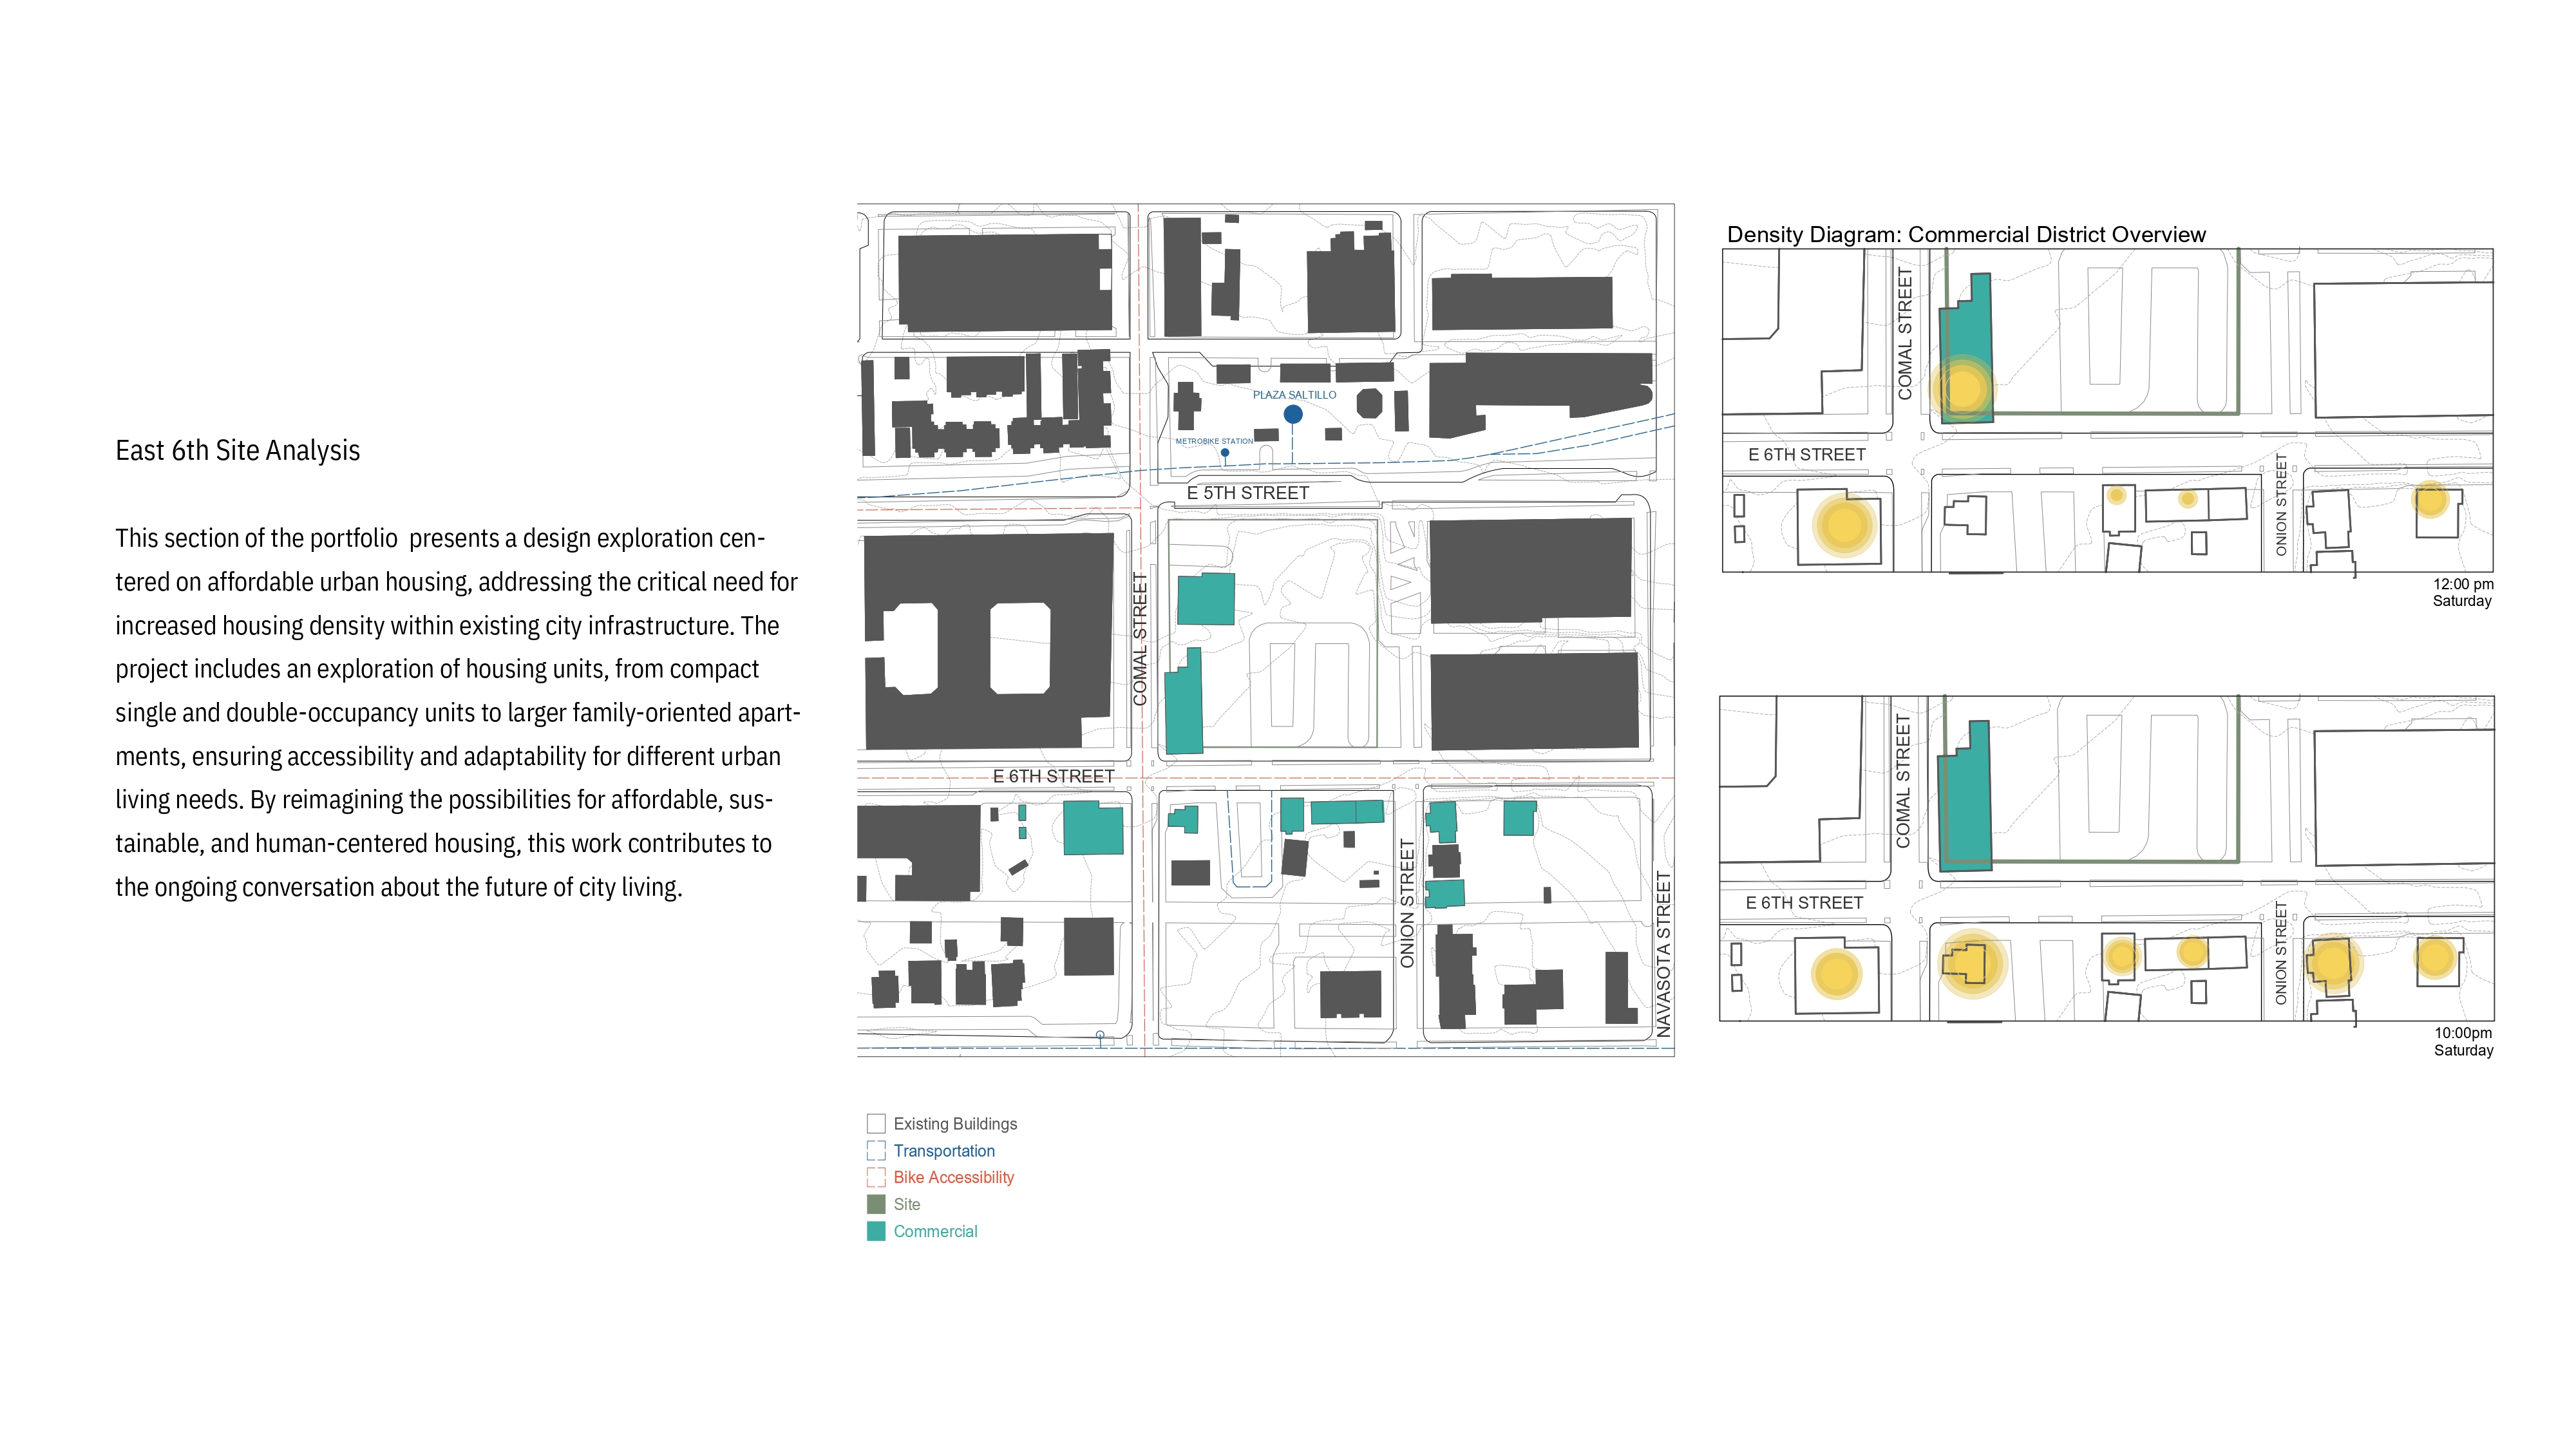 East 6th Site Analysis
This section of the portfolio  presents a design exploration cen-
tered on affordable urban housing, addressing the critical need for
increased housing density within existing city infrastructure. The
project includes an exploration of housing units, from compact
single and double-occupancy units to larger family-oriented apart-
ments, ensuring accessibility and adaptability for different urban
living needs. By reimagining the possibilities for affordable, sus-
tainable, and human-centered housing, this work contributes to
the ongoing conversation about the future of city living.
PLAZA SALTILLO
METROBIKE STATION
E 5TH STREET
COMAL STREET
E 6TH STREET
ONION STREET
NAVASOTA STREET
Existing Buildings
Transportation
Bike Accessibility
Site
Commercial
Density Diagram: Commercial District Overview
COMAL STREET
E 6TH STREET
ONION STREET
12:00 pm
Saturday
COMAL STREET
E 6TH STREET
ONION STREET
10:00pm
Saturday